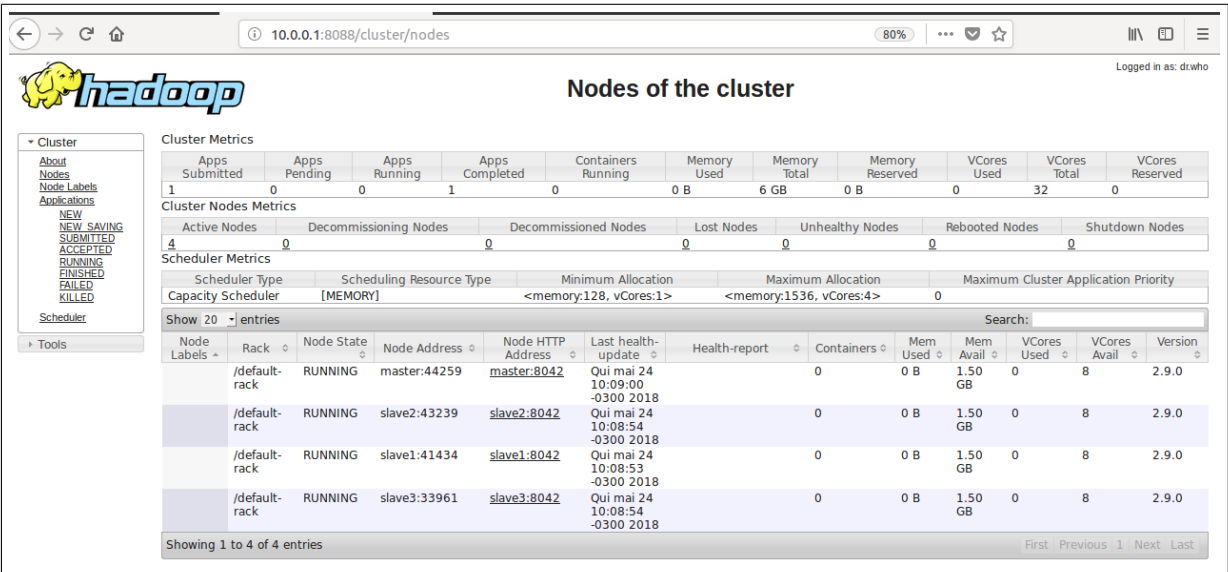 10.0.0.1:8088/cluster/nodes
80%
hadoop
Nodes of the cluster
Logged in as: dr.who
Cluster
About
Nodes
Node Labels
Applications
NEW
NEW_SAVING
SUBMITTED
ACCEPTED
RUNNING
FINISHED
FAILED
KILLED
Scheduler
Tools
Cluster Metrics
Apps Submitted Apps Pending Apps Running Apps Completed Containers Running Memory Used Memory Total Memory Reserved VCores Used VCores Total VCores Reserved
1 0 0 1 0 0 B 6 GB 0 B 0 32 0
Cluster Nodes Metrics
Active Nodes Decommissioning Nodes Decommissioned Nodes Lost Nodes Unhealthy Nodes Rebooted Nodes Shutdown Nodes
4 0 0 0 0 0 0
Scheduler Metrics
Scheduler Type Scheduling Resource Type Minimum Allocation Maximum Allocation Maximum Cluster Application Priority
Capacity Scheduler [MEMORY] <memory:128, vCores:1> <memory:1536, vCores:4> 0
Show 20 entries Search:
Node Labels Rack Node State Node Address Node HTTP Address Last health-update Health-report Containers Mem Used Mem Avail VCores Used VCores Avail Version
/default-rack RUNNING master:44259 master:8042 Qui mai 24 10:09:00 -0300 2018 0 0 B 1.50 GB 0 8 2.9.0
/default-rack RUNNING slave2:43239 slave2:8042 Qui mai 24 10:08:54 -0300 2018 0 0 B 1.50 GB 0 8 2.9.0
/default-rack RUNNING slave1:41434 slave1:8042 Qui mai 24 10:08:53 -0300 2018 0 0 B 1.50 GB 0 8 2.9.0
/default-rack RUNNING slave3:33961 slave3:8042 Qui mai 24 10:08:54 -0300 2018 0 0 B 1.50 GB 0 8 2.9.0
Showing 1 to 4 of 4 entries First Previous 1 Next Last